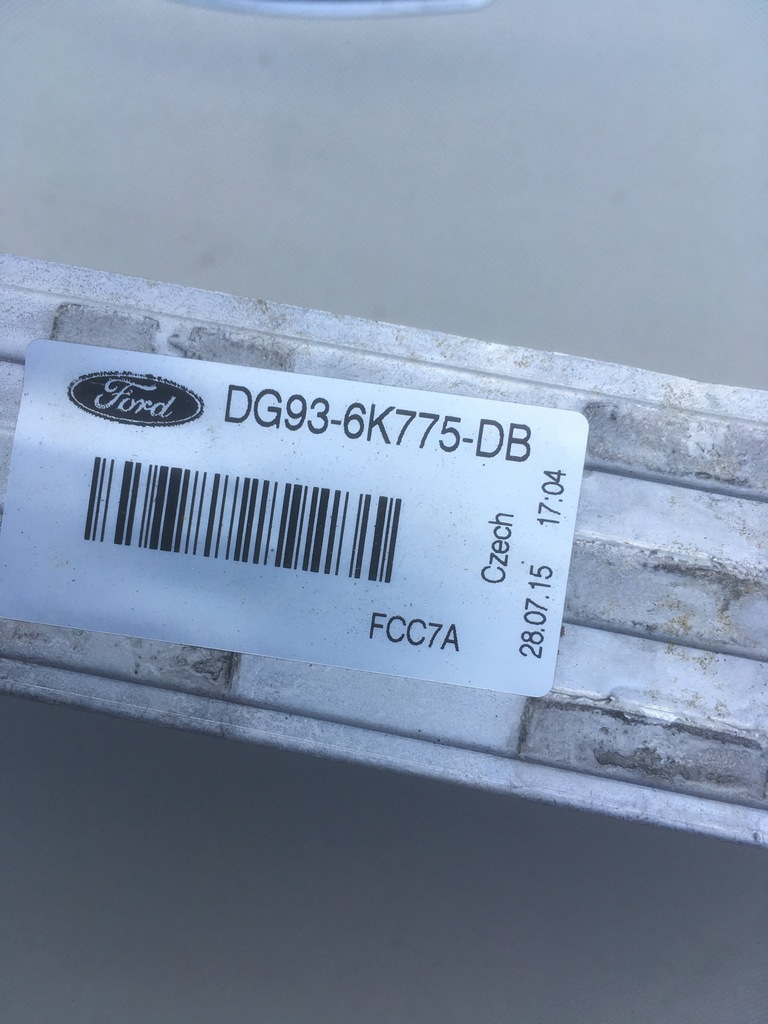 Ford DG93-6K775-DB
FCC7A
Czech
28.07.15 17:04